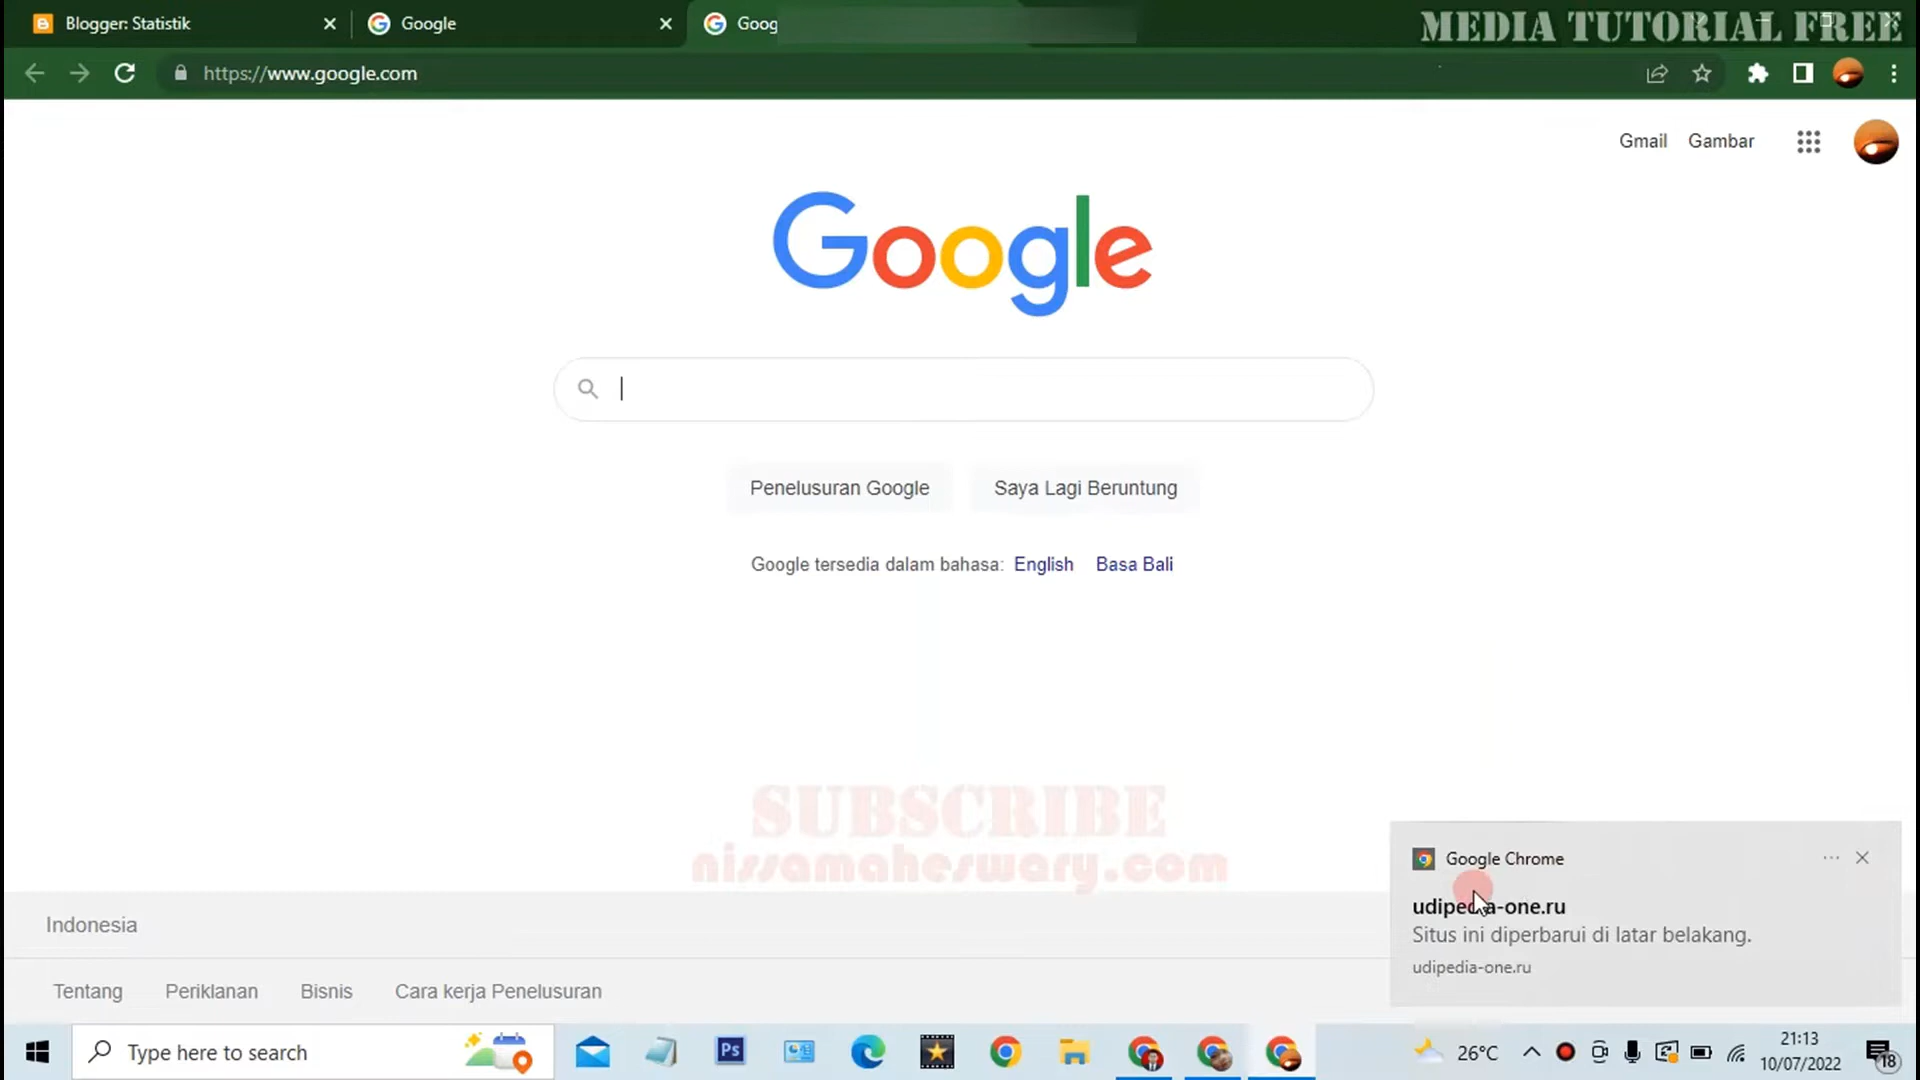 Blogger: Statistik
Google
Goog
MEDIA TUTORIAL FREE
https://www.google.com
Gmail
Gambar
Google
Penelusuran Google
Saya Lagi Beruntung
Google tersedia dalam bahasa: English Basa Bali
SUBSCRIBE
nissamaheswary.com
Google Chrome
udipedia-one.ru
Situs ini diperbarui di latar belakang.
udipedia-one.ru
Indonesia
Tentang
Periklanan
Bisnis
Cara kerja Penelusuran
Type here to search
Ps
26°C
21:13
10/07/2022
18